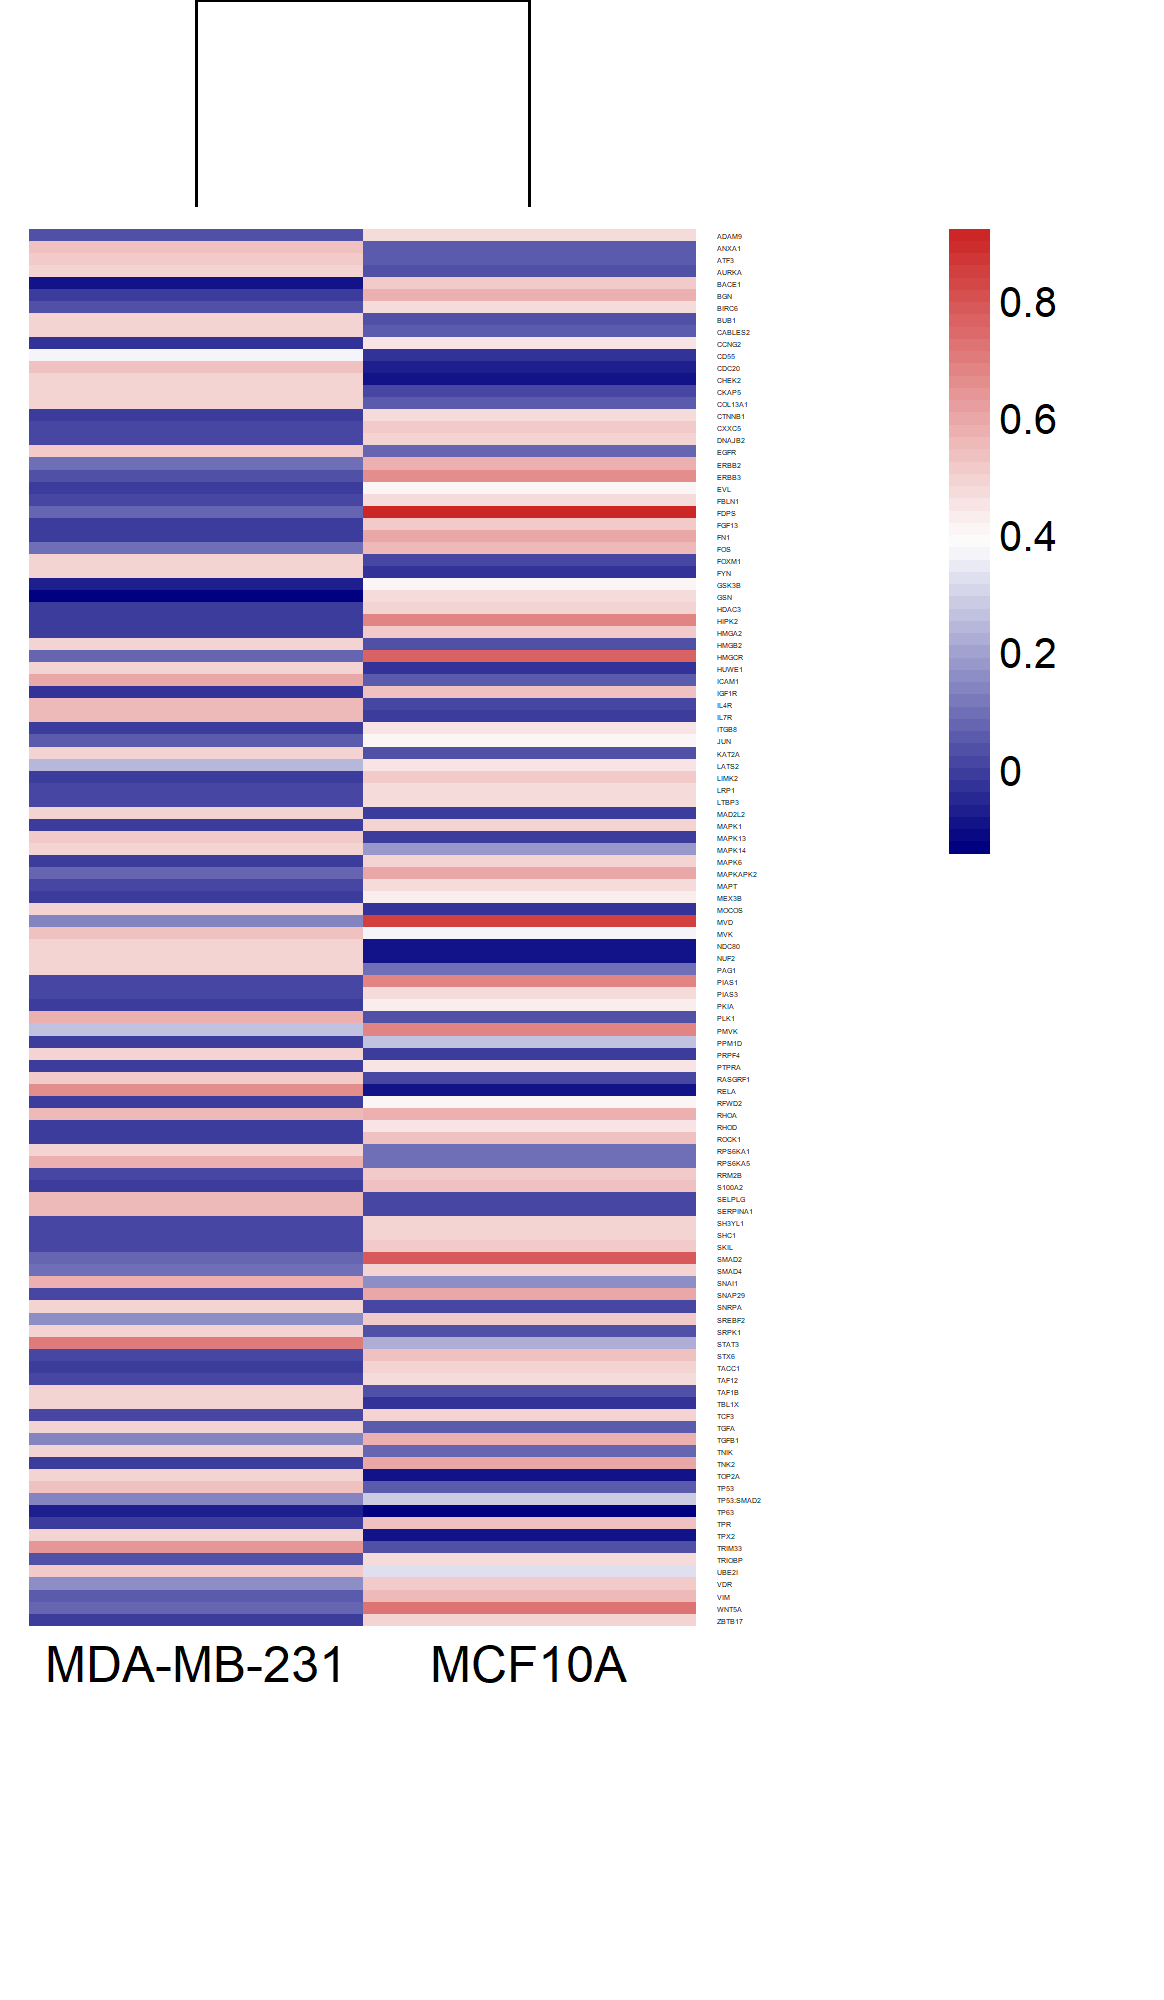 ADAM9
ANXA1
ATF3
AURKA
BACE1
BGN
BIRC6
BUB1
CABLES2
CCNG2
CD55
CDC20
CHEK2
CKAP5
COL13A1
CTNNB1
CXXC5
DNAJB2
EGFR
ERBB2
ERBB3
EVL
FBLN1
FDPS
FGF13
FN1
FOS
FOXM1
FYN
GSK3B
GSN
HDAC3
HIPK2
HMGA2
HMGB2
HMGCR
HUWE1
ICAM1
IGF1R
IL4R
IL7R
ITGB8
JUN
KAT2A
LATS2
LIMK2
LRP1
LTBP3
MAD2L2
MAPK1
MAPK13
MAPK14
MAPK6
MAPKAPK2
MAPT
MEX3B
MOCOS
MVD
MVK
NDC80
NUF2
PAG1
PIAS1
PIAS3
PKIA
PLK1
PMVK
PPM1D
PRPF4
PTPRA
RASGRF1
RELA
RFWD2
RHOA
RHOD
ROCK1
RPS6KA1
RPS6KA5
RRM2B
S100A2
SELPLG
SERPINA1
SH3YL1
SHC1
SKIL
SMAD2
SMAD4
SNAI1
SNAP29
SNRPA
SREBF2
SRPK1
STAT3
STX6
TACC1
TAF12
TAF1B
TBL1X
TCF3
TGFA
TGFB1
TNIK
TNK2
TOP2A
TP53
TP53:SMAD2
TP63
TPR
TPX2
TRIM33
TRIOBP
UBE2I
VDR
VIM
WNT5A
ZBTB17
0.8
0.6
0.4
0.2
0
MDA-MB-231 MCF10A